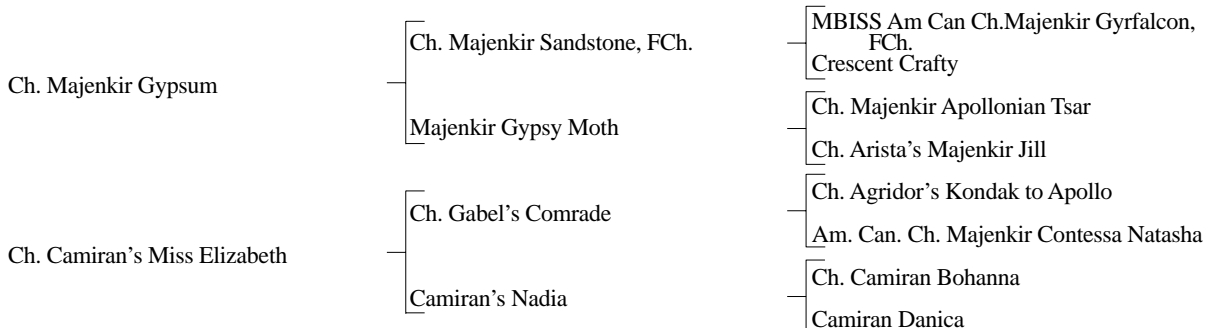 MBISS Am Can Ch.Majenkir Gyrfalcon,
FCh.
Ch. Majenkir Sandstone, FCh.
Crescent Crafty
Ch. Majenkir Gypsum
Ch. Majenkir Apollonian Tsar
Majenkir Gypsy Moth
Ch. Arista’s Majenkir Jill
Ch. Agridor’s Kondak to Apollo
Ch. Gabel’s Comrade
Am. Can. Ch. Majenkir Contessa Natasha
Ch. Camiran’s Miss Elizabeth
Ch. Camiran Bohanna
Camiran’s Nadia
Camiran Danica